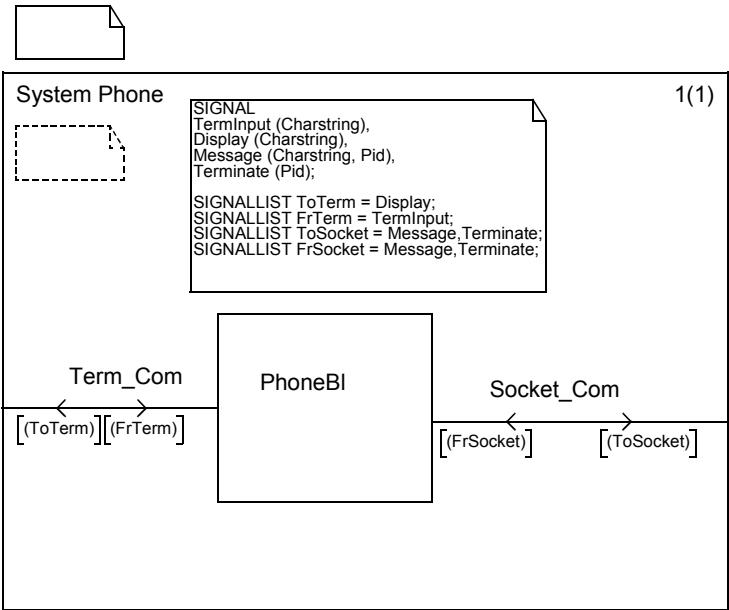 System Phone
1(1)
SIGNAL
TermInput (Charstring),
Display (Charstring),
Message (Charstring, Pid),
Terminate (Pid);
SIGNALLIST ToTerm = Display;
SIGNALLIST FrTerm = TermInput;
SIGNALLIST ToSocket = Message,Terminate;
SIGNALLIST FrSocket = Message,Terminate;
Term_Com
PhoneBl
Socket_Com
(ToTerm)
(FrTerm)
(FrSocket)
(ToSocket)